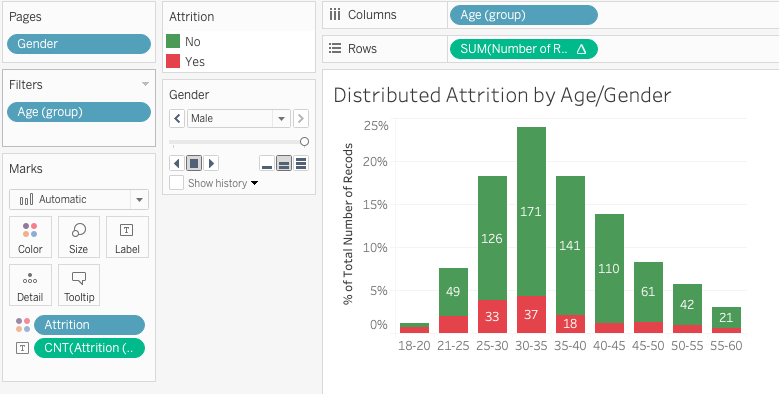 Pages
Gender
Filters
Age (group)
Marks
Automatic
Color
Size
Label
Detail
Tooltip
Attrition
CNT(Attrition (..
Attrition
No
Yes
Gender
Male
Show history
Columns
Age (group)
Rows
SUM(Number of R.. Δ
Distributed Attrition by Age/Gender
% of Total Number of Recods
25%
20%
15%
10%
5%
0%
49
126
33
171
37
141
18
110
61
42
21
18-20 21-25 25-30 30-35 35-40 40-45 45-50 50-55 55-60